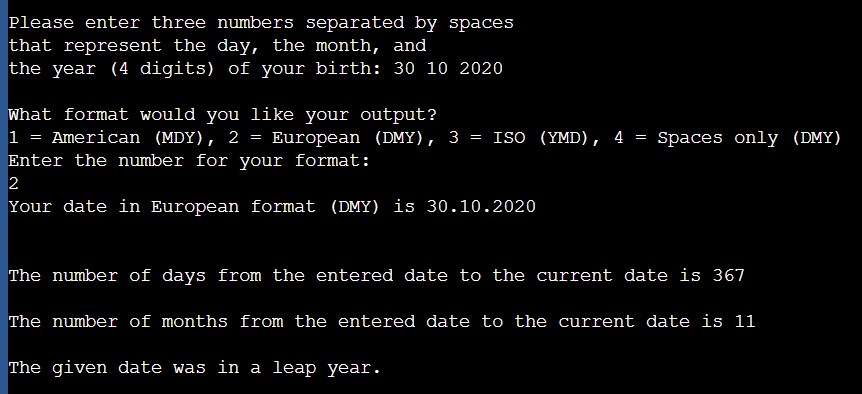 Please enter three numbers separated by spaces
that represent the day, the month, and
the year (4 digits) of your birth: 30 10 2020
What format would you like your output?
1 = American (MDY), 2 = European (DMY), 3 = ISO (YMD), 4 = Spaces only (DMY)
Enter the number for your format:
2
Your date in European format (DMY) is 30.10.2020
The number of days from the entered date to the current date is 367
The number of months from the entered date to the current date is 11
The given date was in a leap year.